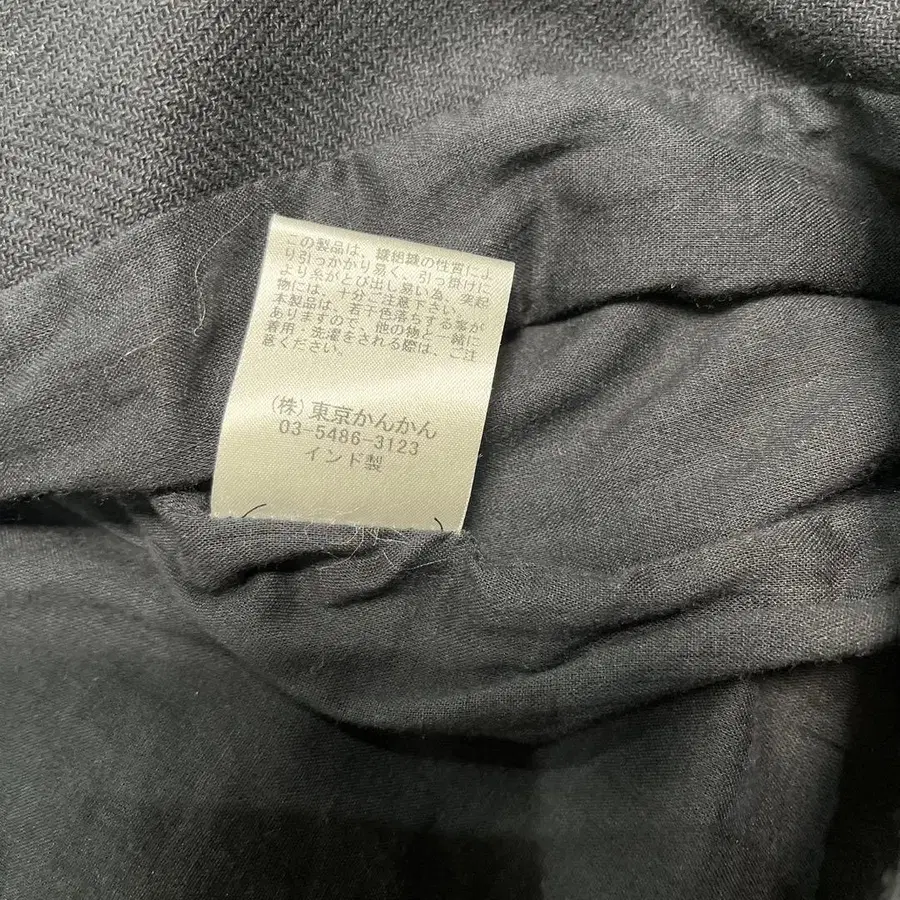 この製品は、織組織の性質によ
り引っかかり易く、引っ掛けに
より糸がとび出し易い為、突起
物には、十分ご注意下さい。
本製品は、若干色落ちする事が
ありますので、他の物と一緒に
着用・洗濯をされる際は、ご注
意ください。
(株)東京かんかん
03-5486-3123
インド製